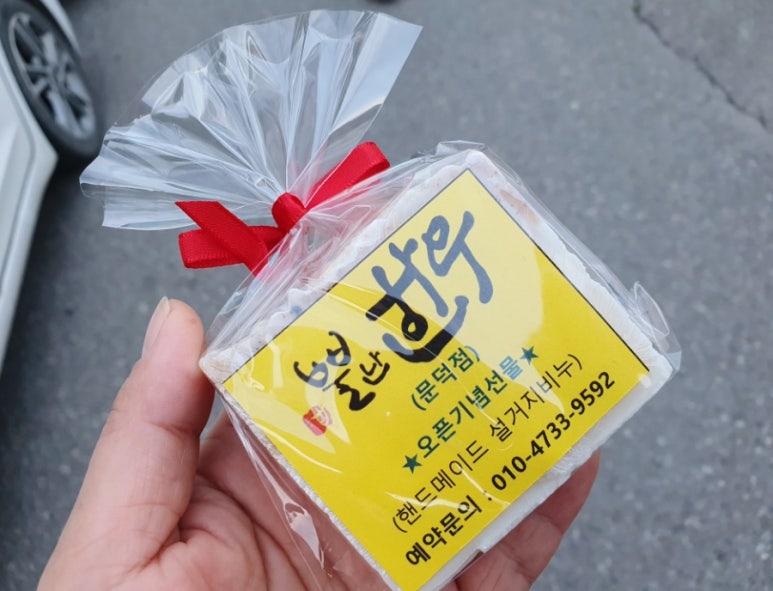 별난한우
(문덕점)
★오픈기념선물★
(핸드메이드 설거지비누)
예약문의 : 010-4733-9592